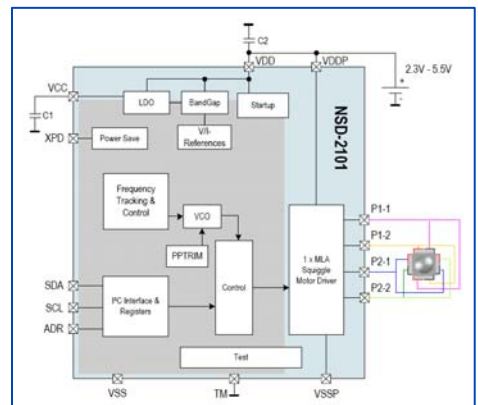 C2
2.3V - 5.5V
+
-
VDD
VDDP
VCC
C1
LDO
BandGap
Startup
XPD
Power Save
V/I-
References
NSD-2101
Frequency
Tracking &
Control
VCO
PPTRIM
P1-1
P1-2
P2-1
P2-2
1 x MLA
Squiggle
Motor Driver
SDA
SCL
ADR
I²C-Interface &
Registers
Control
Test
VSS
TM
VSSP